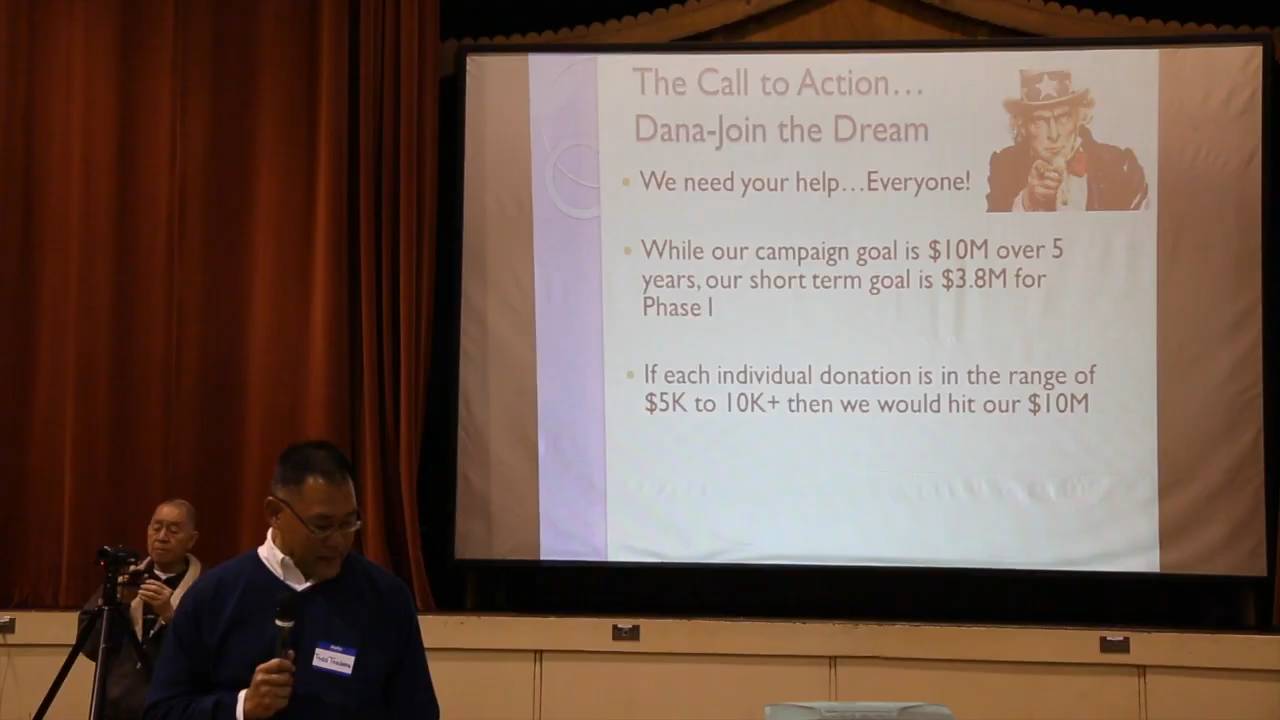 The Call to Action…
Dana-Join the Dream
• We need your help…Everyone!
• While our campaign goal is $10M over 5
years, our short term goal is $3.8M for
Phase I
• If each individual donation is in the range of
$5K to 10K+ then we would hit our $10M